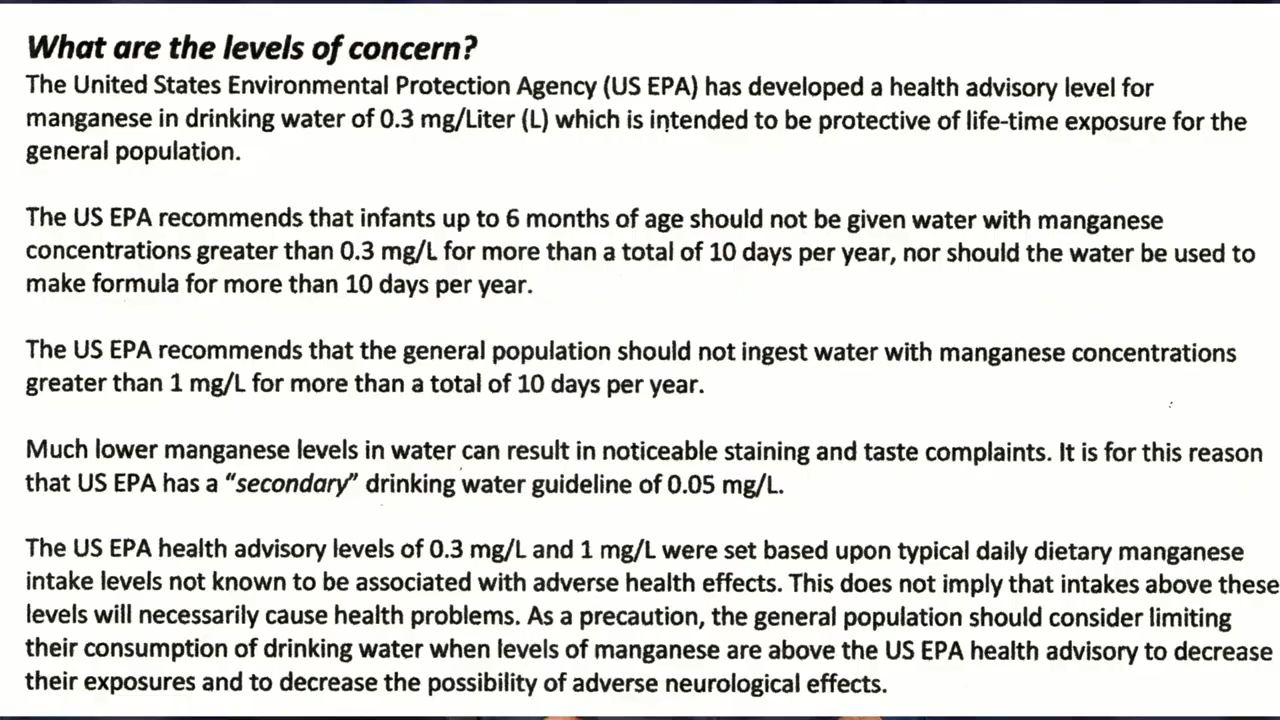 What are the levels of concern?
The United States Environmental Protection Agency (US EPA) has developed a health advisory level for
manganese in drinking water of 0.3 mg/Liter (L) which is intended to be protective of life-time exposure for the
general population.
The US EPA recommends that infants up to 6 months of age should not be given water with manganese
concentrations greater than 0.3 mg/L for more than a total of 10 days per year, nor should the water be used to
make formula for more than 10 days per year.
The US EPA recommends that the general population should not ingest water with manganese concentrations
greater than 1 mg/L for more than a total of 10 days per year.
Much lower manganese levels in water can result in noticeable staining and taste complaints. It is for this reason
that US EPA has a “secondary” drinking water guideline of 0.05 mg/L.
The US EPA health advisory levels of 0.3 mg/L and 1 mg/L were set based upon typical daily dietary manganese
intake levels not known to be associated with adverse health effects. This does not imply that intakes above these
levels will necessarily cause health problems. As a precaution, the general population should consider limiting
their consumption of drinking water when levels of manganese are above the US EPA health advisory to decrease
their exposures and to decrease the possibility of adverse neurological effects.